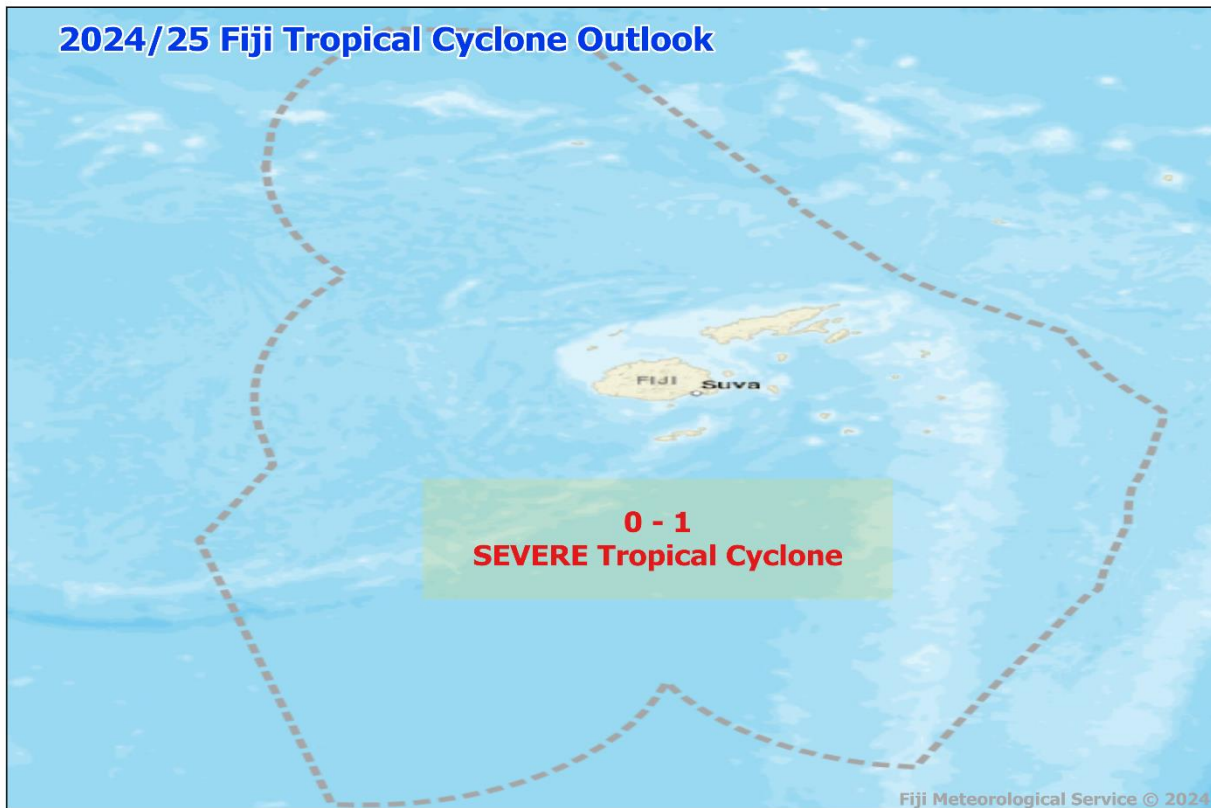 2024/25 Fiji Tropical Cyclone Outlook
FIJI
Suva
0 - 1
SEVERE Tropical Cyclone
Fiji Meteorological Service © 2024